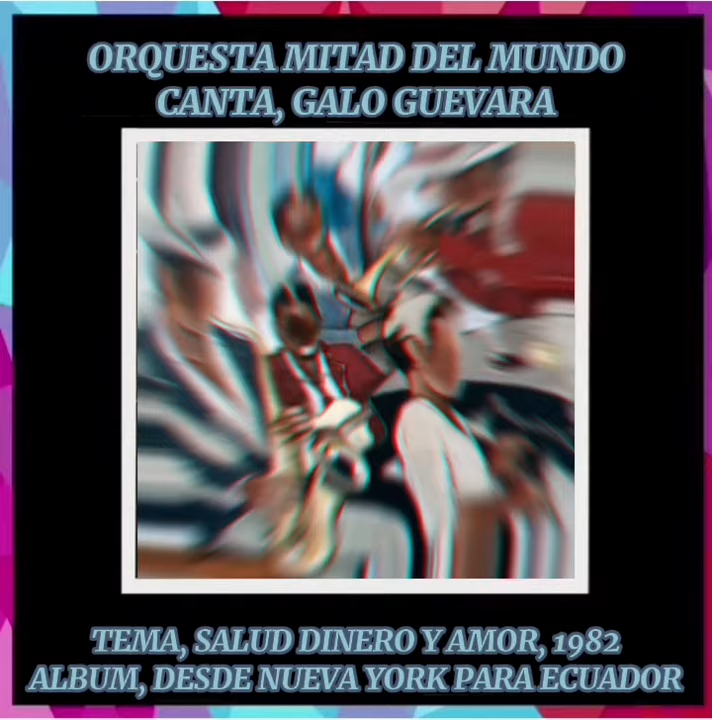 ORQUESTA MITAD DEL MUNDO
CANTA, GALO GUEVARA
TEMA, SALUD DINERO Y AMOR, 1982
ALBUM, DESDE NUEVA YORK PARA ECUADOR